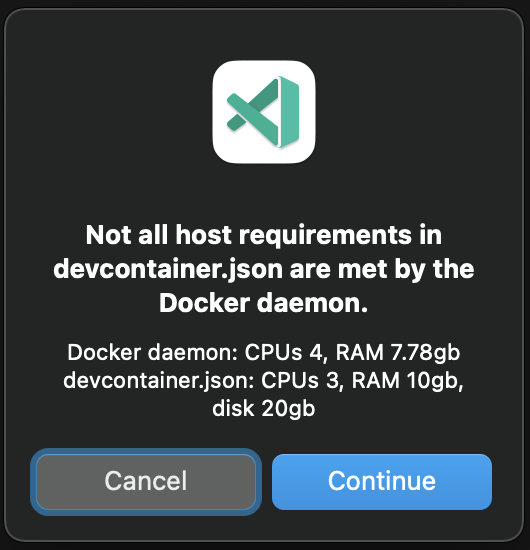 Not all host requirements in
devcontainer.json are met by the
Docker daemon.
Docker daemon: CPUs 4, RAM 7.78gb
devcontainer.json: CPUs 3, RAM 10gb,
disk 20gb
Cancel
Continue